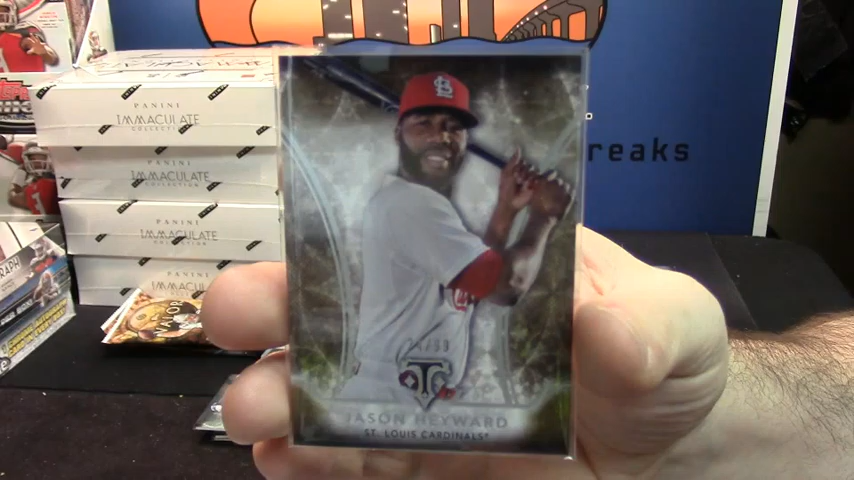 PANINI
IMMACULATE
COLLECTION
PANINI
IMMACULATE
COLLECTION
PANINI
IMMACULATE
COLLECTION
PANINI
IMMACULATE
reaks
JASON HEYWARD
ST. LOUIS CARDINALS